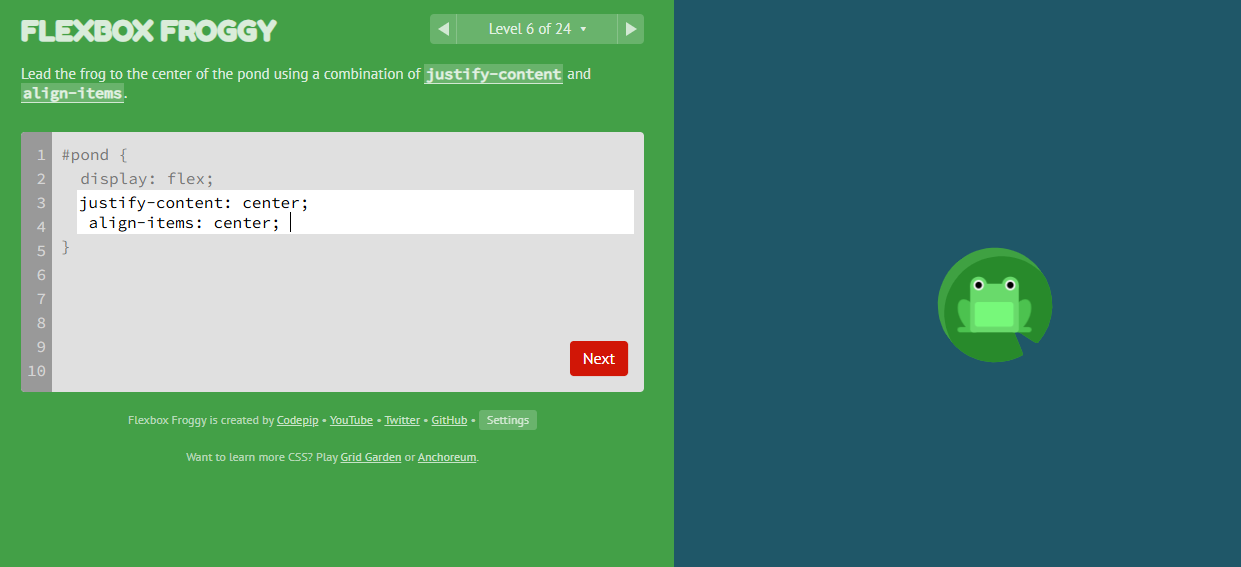 FLEXBOX FROGGY
◀ Level 6 of 24 ▼ ▶
Lead the frog to the center of the pond using a combination of justify-content and
align-items.
1 #pond {
2   display: flex;
3   justify-content: center;
4    align-items: center;
5 }
6
7
8
9
10
Next
Flexbox Froggy is created by Codepip • YouTube • Twitter • GitHub • Settings
Want to learn more CSS? Play Grid Garden or Anchoreum.